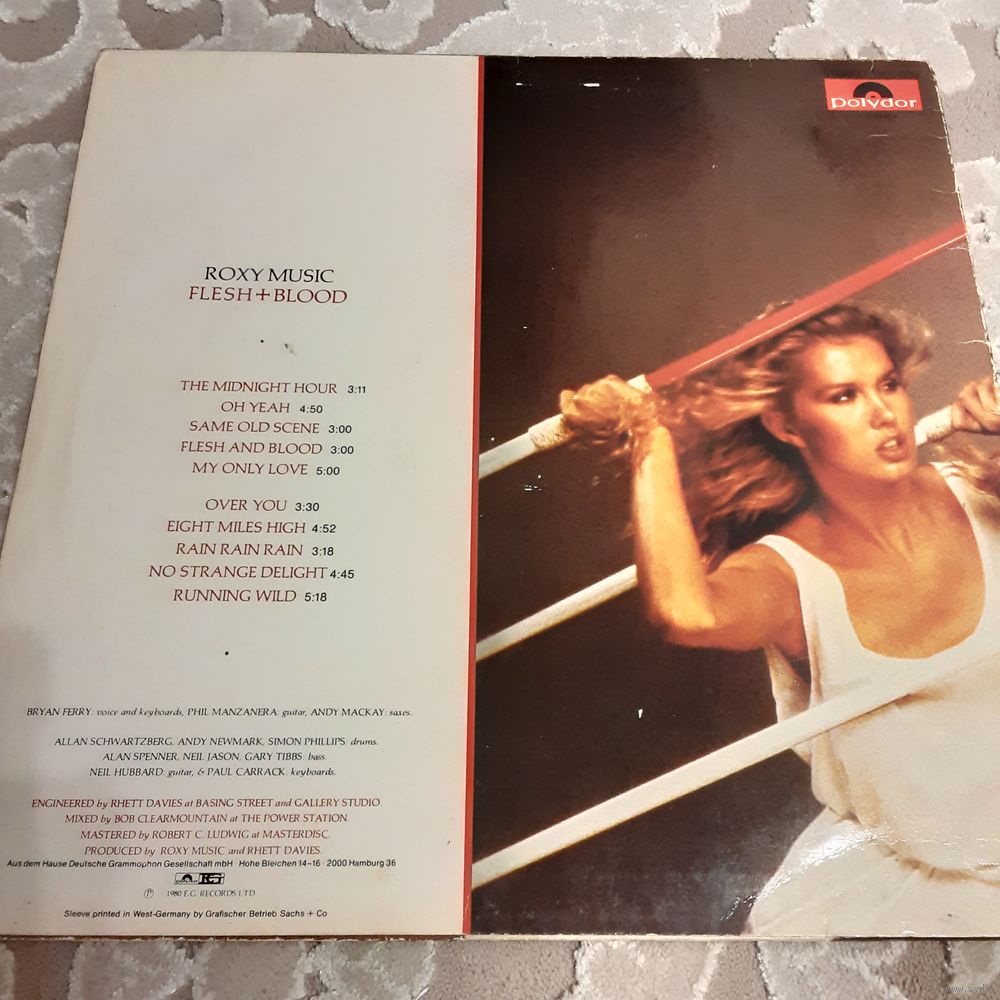 polydor
ROXY MUSIC
FLESH + BLOOD
THE MIDNIGHT HOUR 3:11
OH YEAH 4:50
SAME OLD SCENE 3:00
FLESH AND BLOOD 3:00
MY ONLY LOVE 5:00
OVER YOU 3:30
EIGHT MILES HIGH 4:52
RAIN RAIN RAIN 3:18
NO STRANGE DELIGHT 4:45
RUNNING WILD 5:18
BRYAN FERRY: voice and keyboards, PHIL MANZANERA: guitar, ANDY MACKAY: saxes.
ALLAN SCHWARTZBERG, ANDY NEWMARK, SIMON PHILLIPS: drums.
ALAN SPENNER, NEIL JASON, GARY TIBBS: bass.
NEIL HUBBARD: guitar, & PAUL CARRACK: keyboards.
ENGINEERED by RHETT DAVIES at BASING STREET and GALLERY STUDIO.
MIXED by BOB CLEARMOUNTAIN at THE POWER STATION.
MASTERED by ROBERT C. LUDWIG at MASTERDISC.
PRODUCED by ROXY MUSIC and RHETT DAVIES.
Aus dem Hause Deutsche Grammophon Gesellschaft mbH · Hohe Bleichen 14-16 · 2000 Hamburg 36
℗ 1980 E.G. RECORDS LTD
Sleeve printed in West-Germany by Grafischer Betrieb Sachs + Co